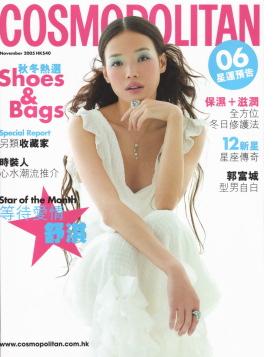 COSMOPOLITAN
November 2005 HK$40
秋冬熱選
Shoes
&
Bags
Special Report
另類收藏家
時裝人
心水潮流推介
Star of the Month
等待愛情
舒淇
06
星運預告
保濕+滋潤
全方位
冬日修護法
12新星
星座傳奇
郭富城
型男自白
www.cosmopolitan.com.hk